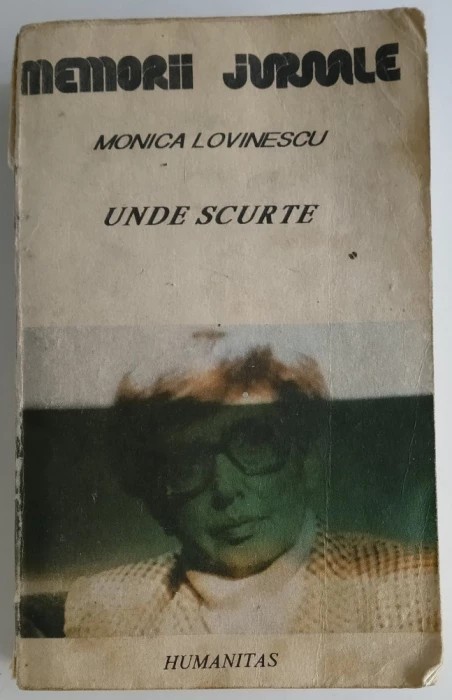 MEMORII JURNALE
MONICA LOVINESCU
UNDE SCURTE
HUMANITAS